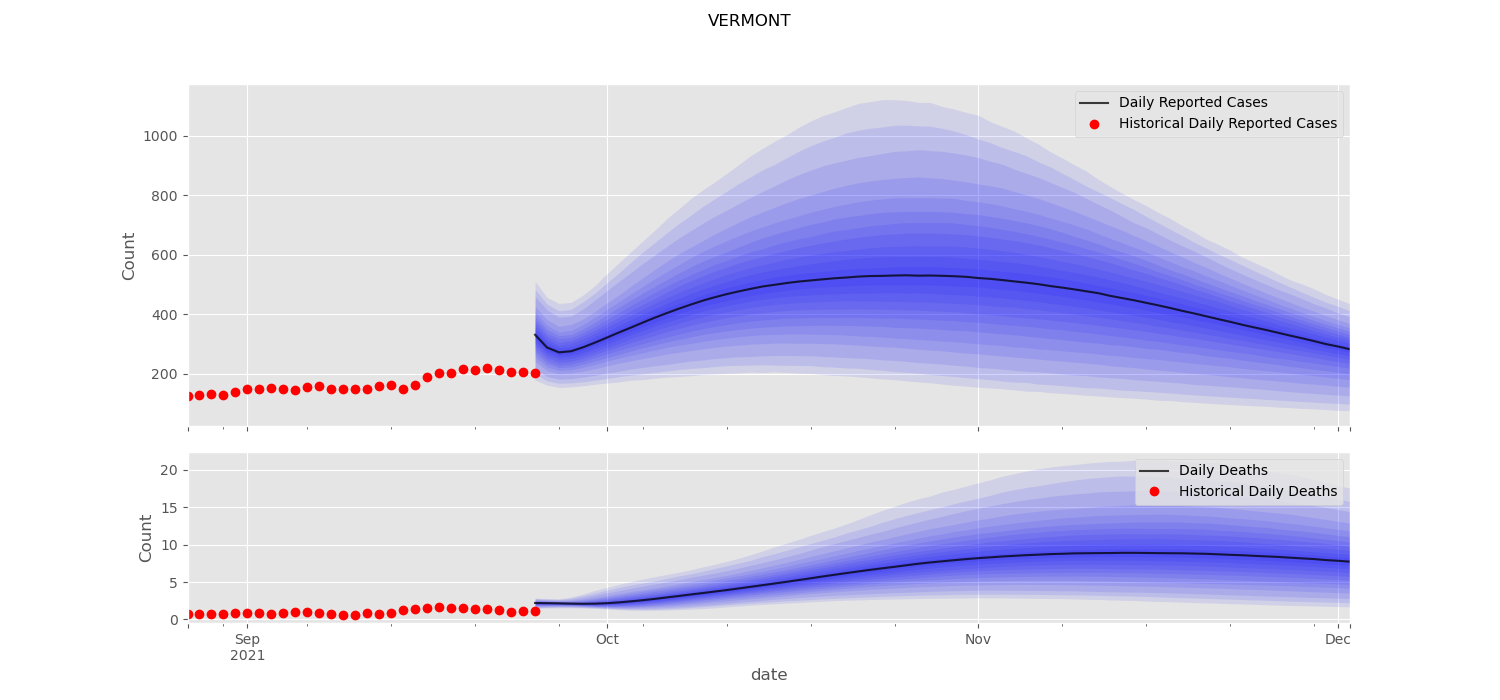 VERMONT
Daily Reported Cases
Historical Daily Reported Cases
Count
1000
800
600
400
200
Daily Deaths
Historical Daily Deaths
Count
20
15
10
5
0
Sep
2021
Oct
Nov
Dec
date